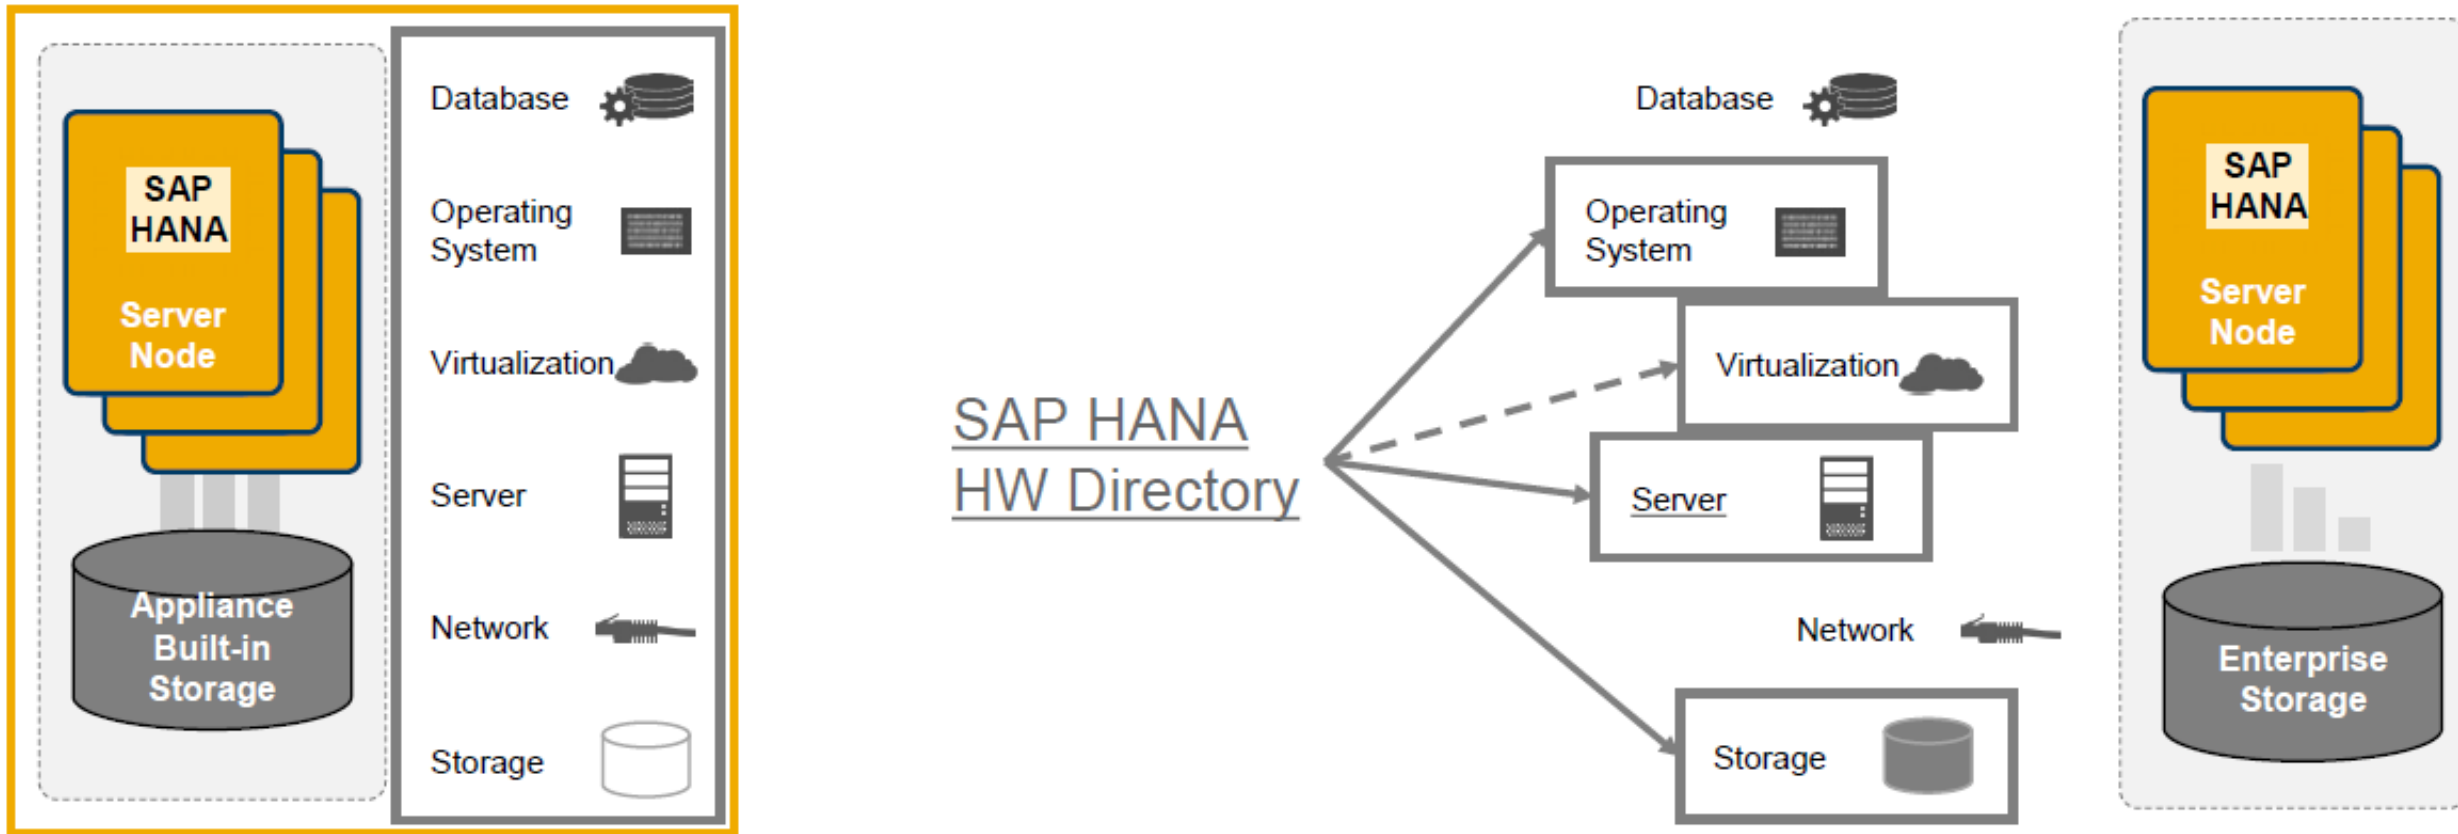 SAP
HANA
Server
Node
Appliance
Built-in
Storage
Database
Operating
System
Virtualization
Server
Network
Storage
SAP HANA
HW Directory
Database
Operating
System
Virtualization
Server
Network
Storage
SAP
HANA
Server
Node
Enterprise
Storage